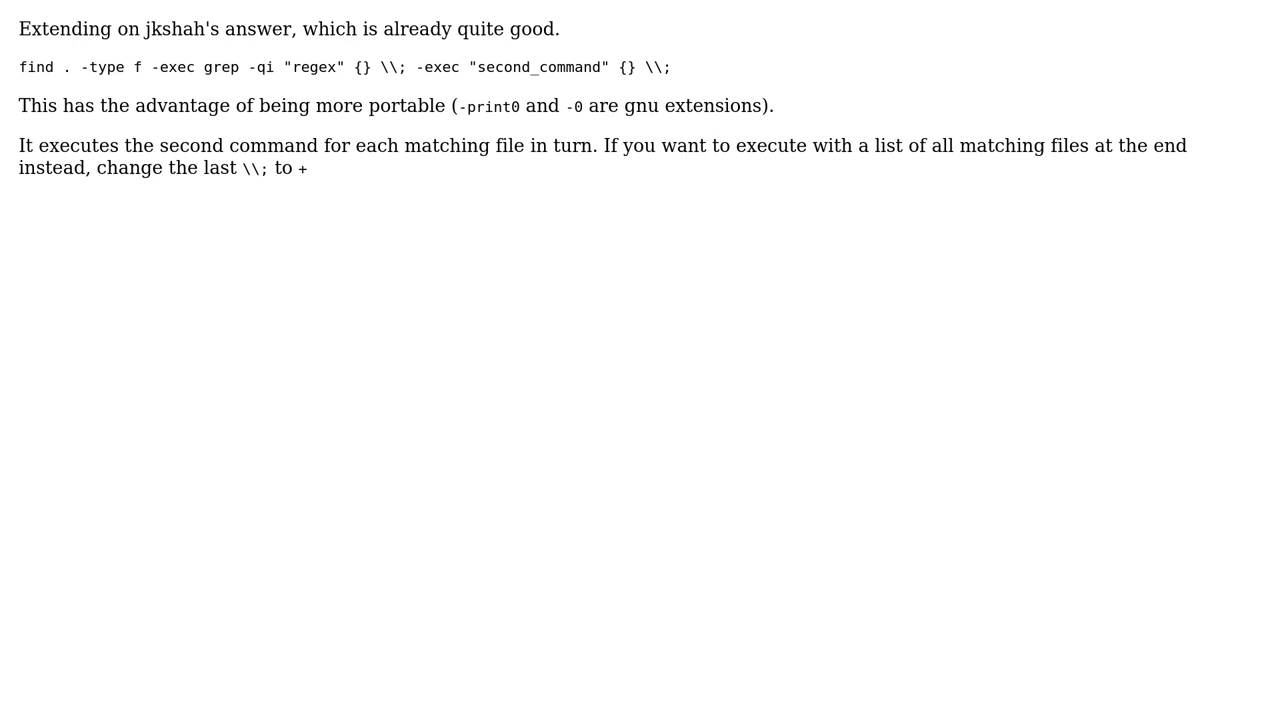 Extending on jkshah's answer, which is already quite good.
find . -type f -exec grep -qi "regex" {} \\; -exec "second_command" {} \\;
This has the advantage of being more portable (-print0 and -0 are gnu extensions).
It executes the second command for each matching file in turn. If you want to execute with a list of all matching files at the end
instead, change the last \\; to +